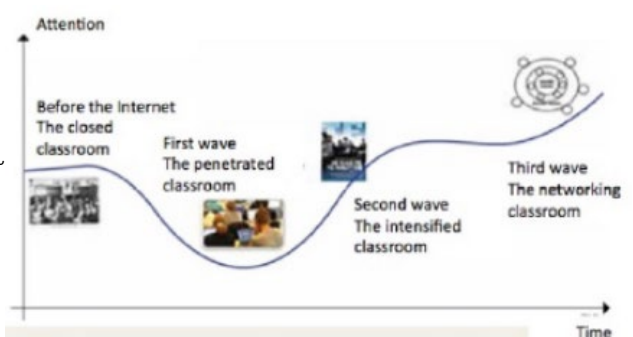 Attention
Before the Internet
The closed
classroom
First wave
The penetrated
classroom
Second wave
The intensified
classroom
Third wave
The networking
classroom
Time